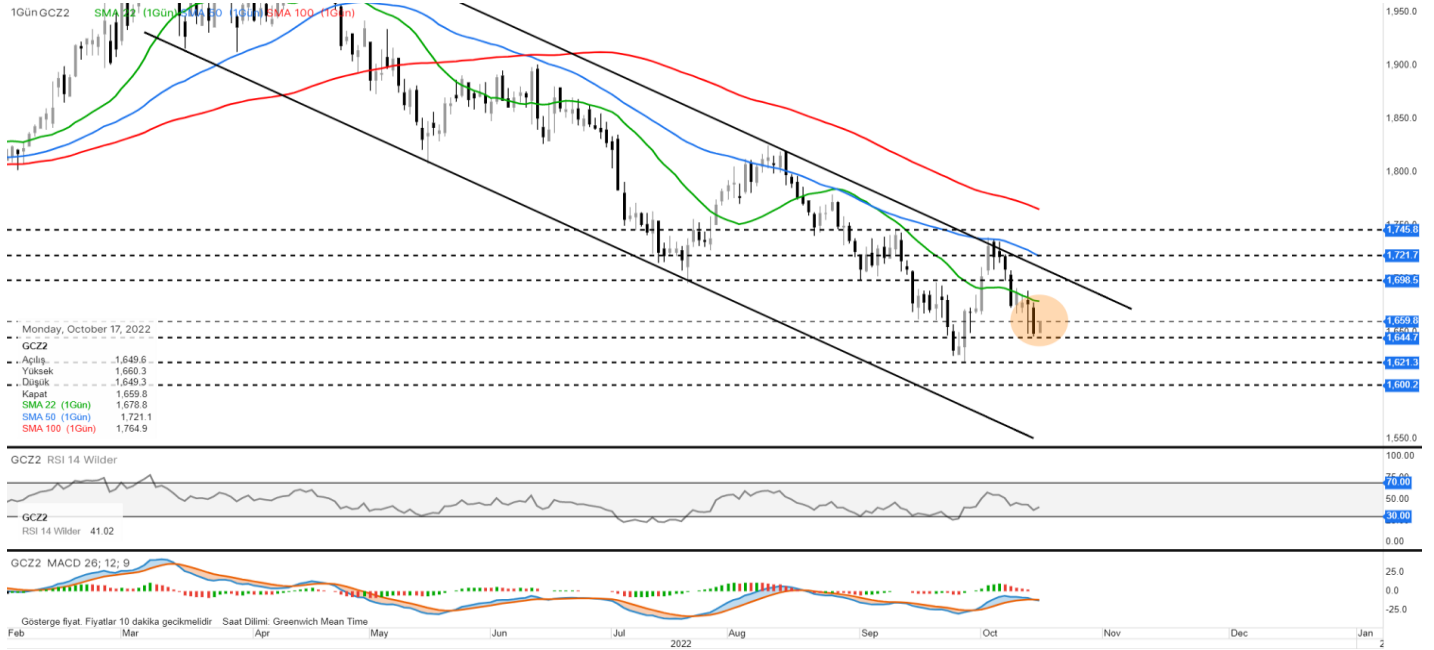 1Gün GCZ2 SMA 22 (1Gün) SMA 50 (1Gün) SMA 100 (1Gün)
1,950.0
1,900.0
1,850.0
1,800.0
1,745.8
1,721.7
1,698.5
1,659.8
1,644.7
1,621.3
1,600.2
1,550.0
Monday, October 17, 2022
GCZ2
Açılış 1,649.6
Yüksek 1,660.3
Düşük 1,649.3
Kapat 1,659.8
SMA 22 (1Gün) 1,678.8
SMA 50 (1Gün) 1,721.1
SMA 100 (1Gün) 1,764.9
GCZ2 RSI 14 Wilder
100.00
70.00
50.00
30.00
0.00
GCZ2
RSI 14 Wilder 41.02
GCZ2 MACD 26; 12; 9
25.0
0.0
-25.0
Gösterge fiyat. Fiyatlar 10 dakika gecikmelidir Saat Dilimi: Greenwich Mean Time
Feb Mar Apr May Jun Jul Aug Sep Oct Nov Dec Jan
2022 2